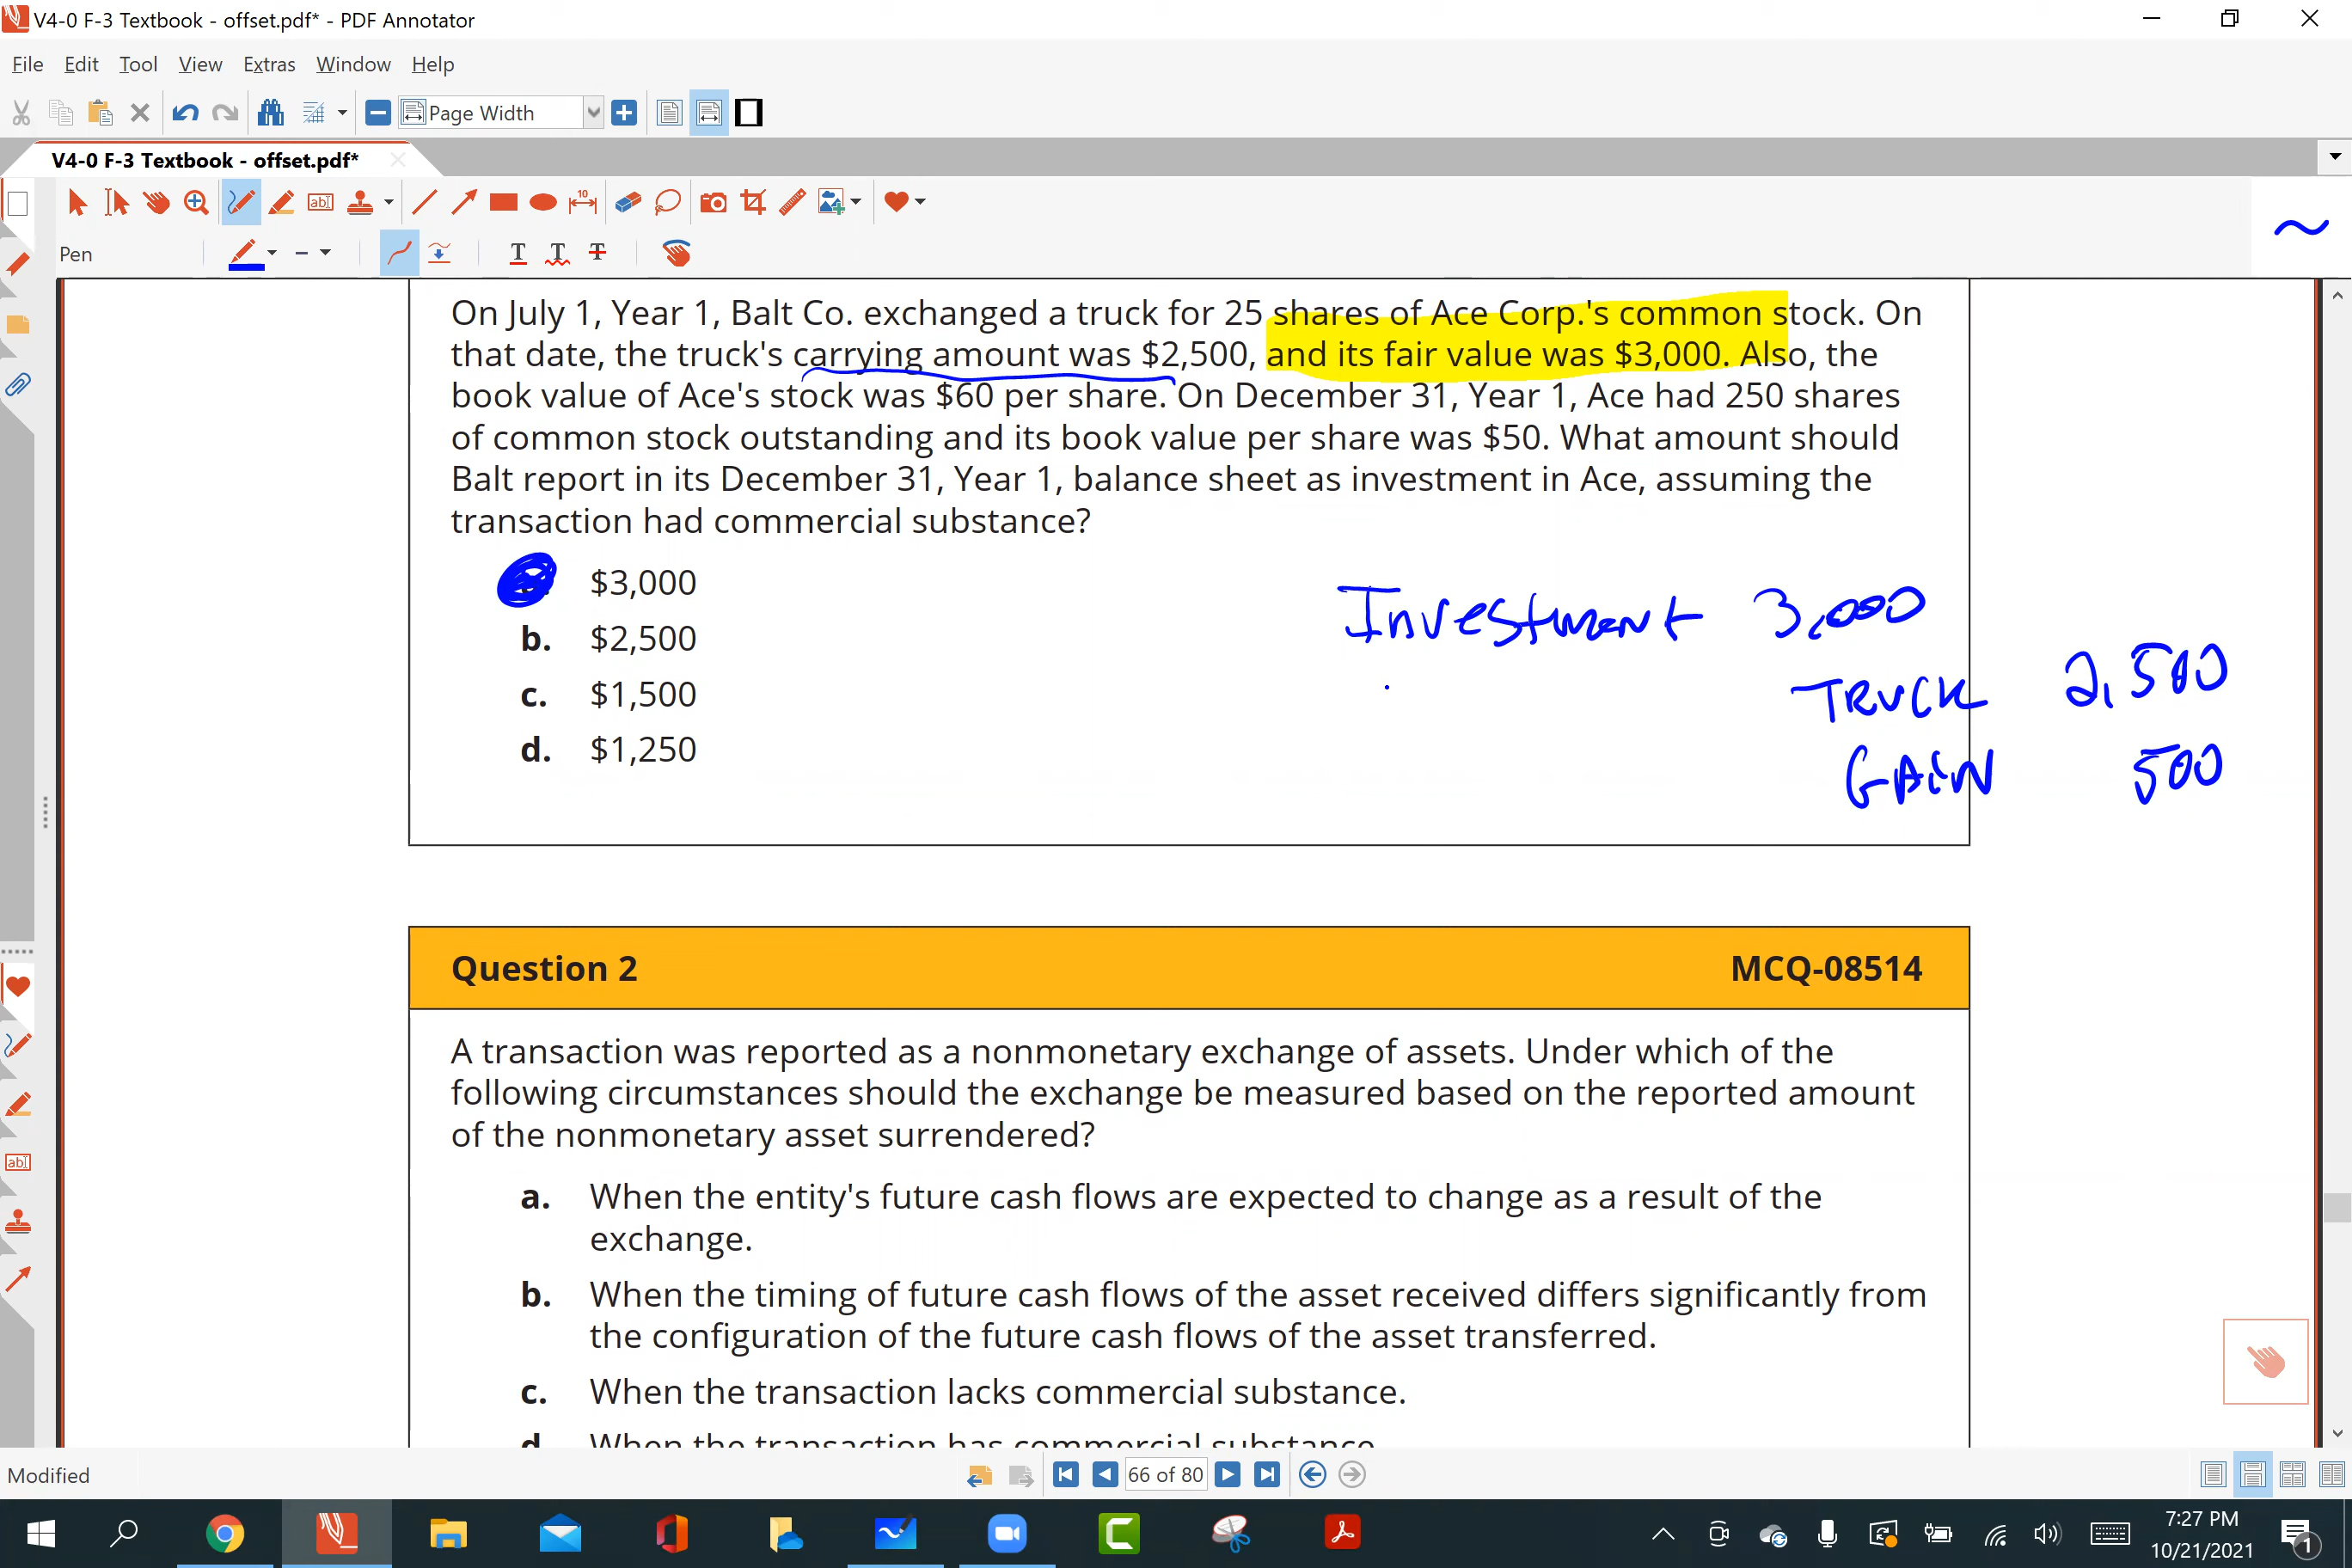 V4-0 F-3 Textbook - offset.pdf* - PDF Annotator
File Edit Tool View Extras Window Help
Page Width
V4-0 F-3 Textbook - offset.pdf*
ab 10
Pen T T T
On July 1, Year 1, Balt Co. exchanged a truck for 25 shares of Ace Corp.'s common stock. On
that date, the truck's carrying amount was $2,500, and its fair value was $3,000. Also, the
book value of Ace's stock was $60 per share. On December 31, Year 1, Ace had 250 shares
of common stock outstanding and its book value per share was $50. What amount should
Balt report in its December 31, Year 1, balance sheet as investment in Ace, assuming the
transaction had commercial substance?
$3,000
b. $2,500
c. $1,500
d. $1,250
Investment 3,000
TRUCK 2,500
GAIN 500
Question 2 MCQ-08514
A transaction was reported as a nonmonetary exchange of assets. Under which of the
following circumstances should the exchange be measured based on the reported amount
of the nonmonetary asset surrendered?
a. When the entity's future cash flows are expected to change as a result of the
exchange.
b. When the timing of future cash flows of the asset received differs significantly from
the configuration of the future cash flows of the asset transferred.
c. When the transaction lacks commercial substance.
d. When the transaction has commercial substance.
ab
Modified 66 of 80
7:27 PM
10/21/2021
1